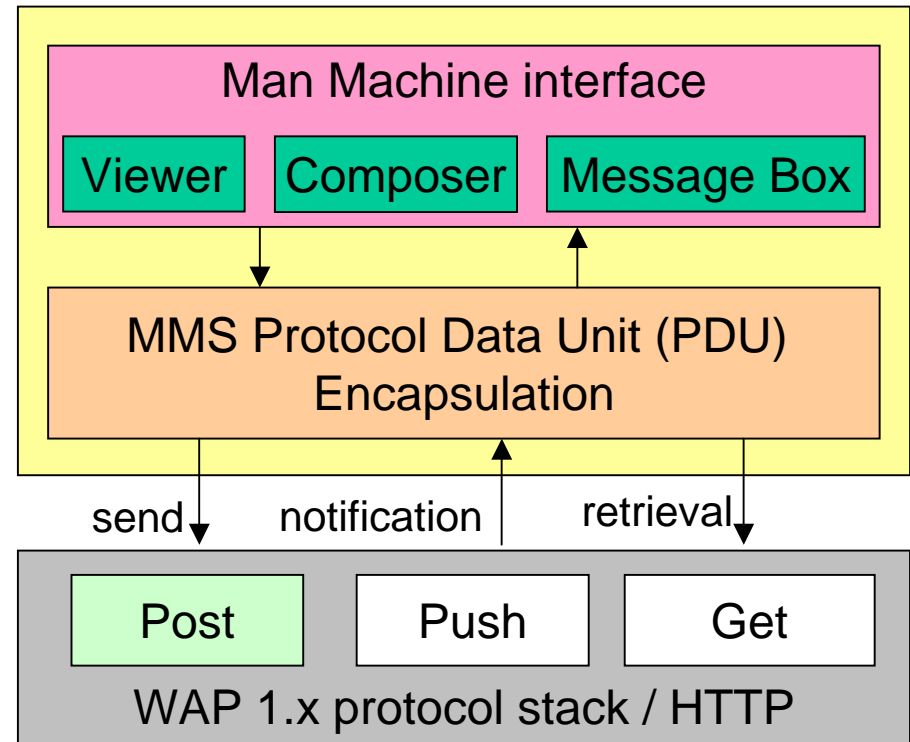 Man Machine interface
Viewer Composer Message Box
MMS Protocol Data Unit (PDU)
Encapsulation
send notification retrieval
Post Push Get
WAP 1.x protocol stack / HTTP